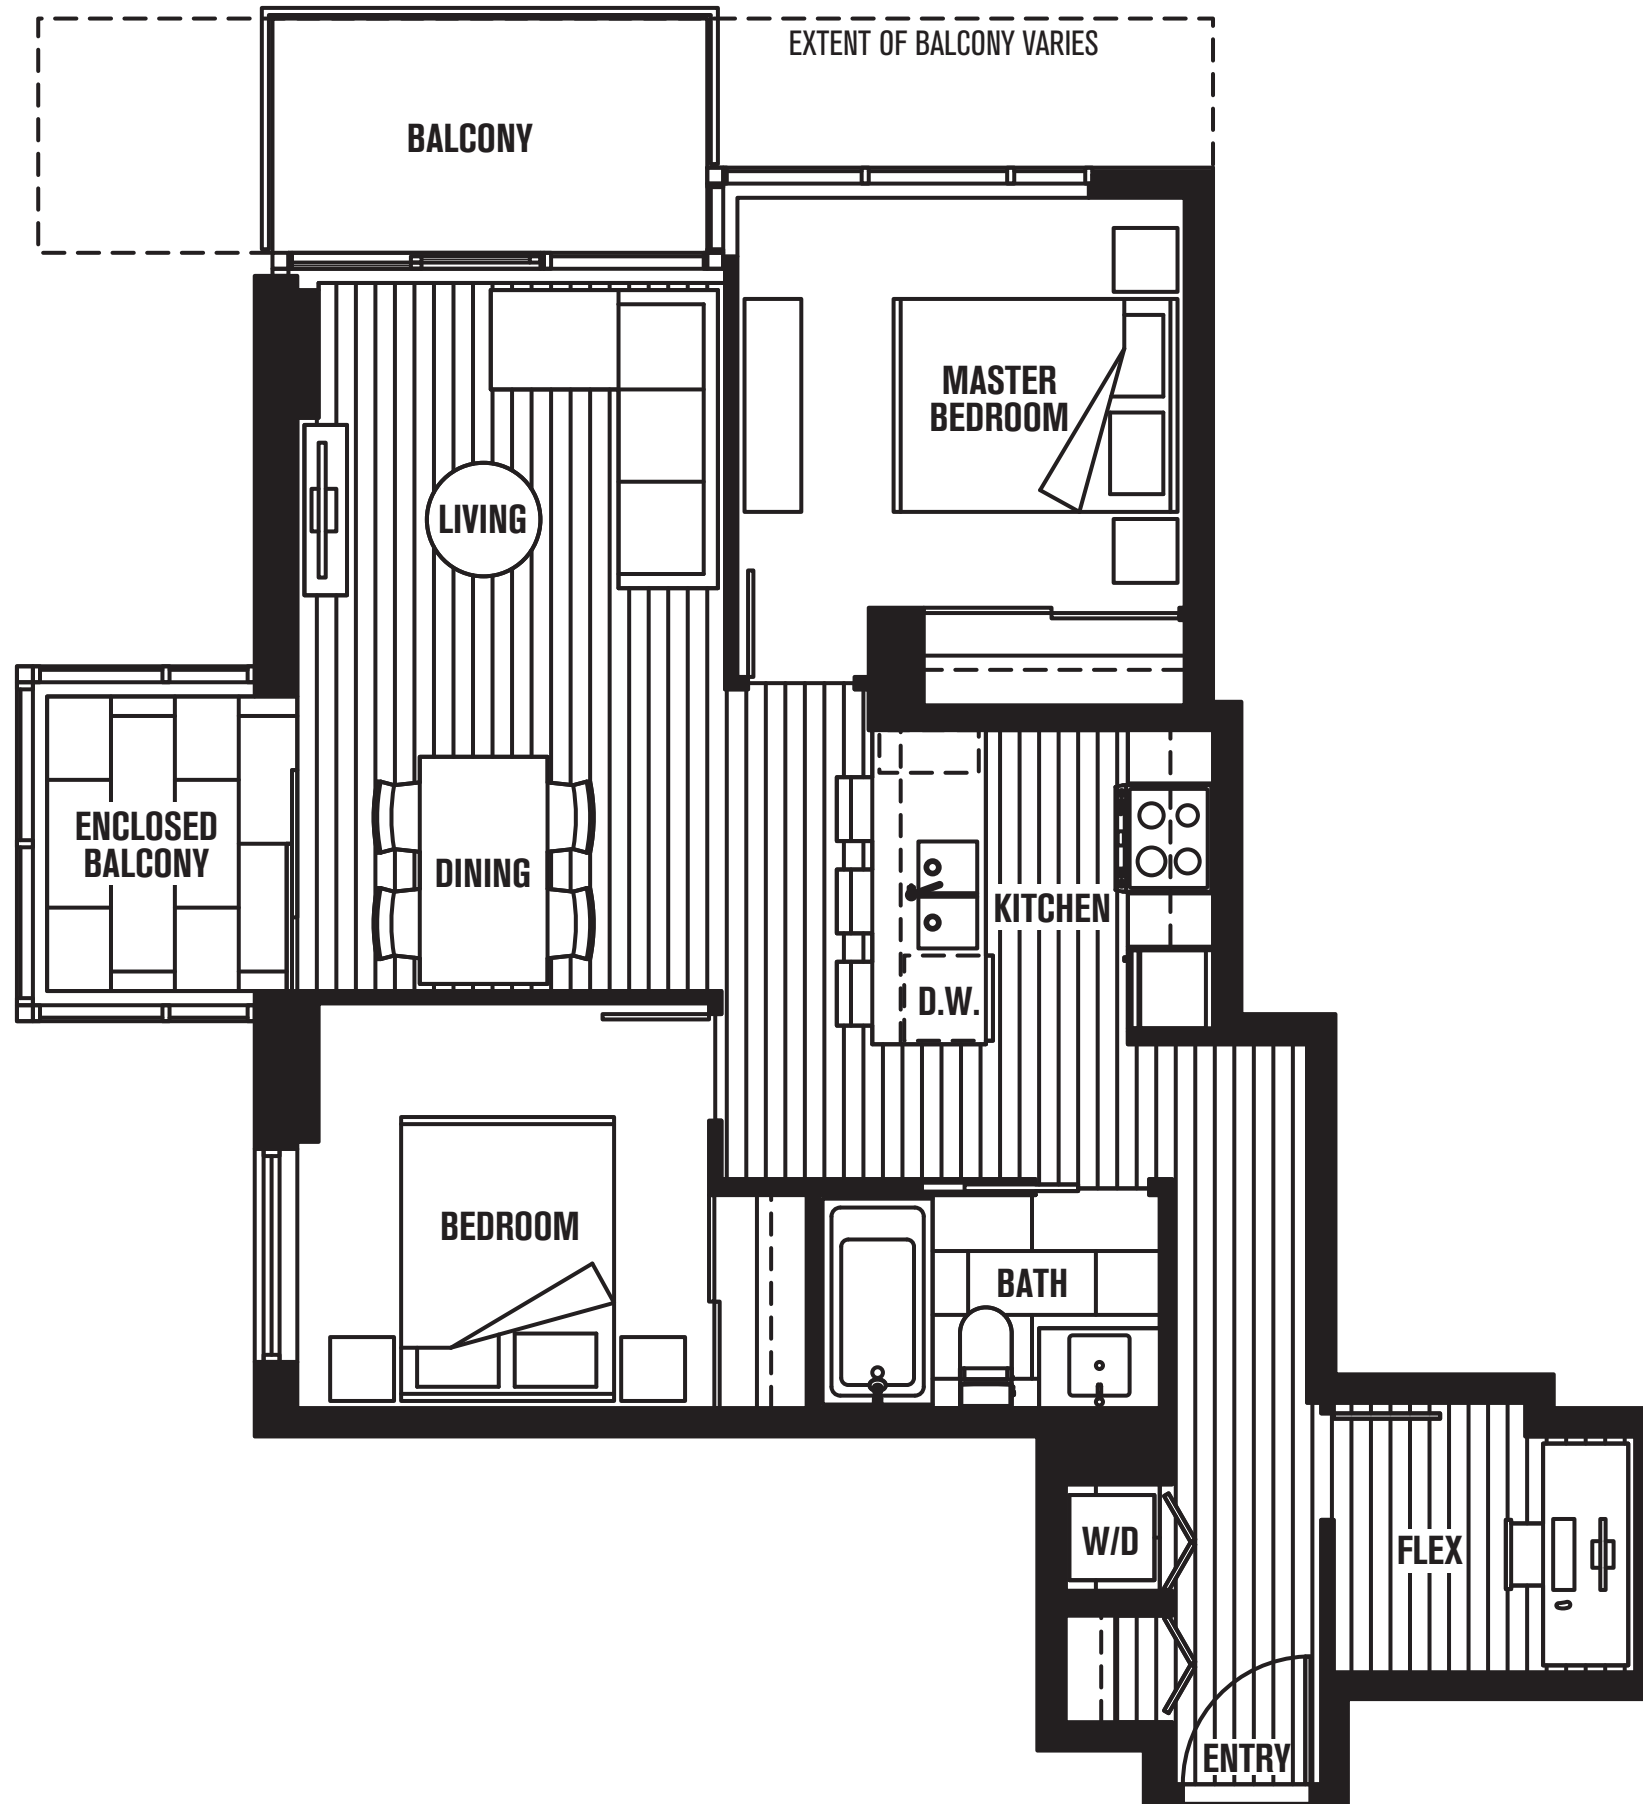 EXTENT OF BALCONY VARIES
BALCONY
MASTER
BEDROOM
LIVING
ENCLOSED
BALCONY
DINING
KITCHEN
D.W.
BEDROOM
BATH
W/D
FLEX
ENTRY